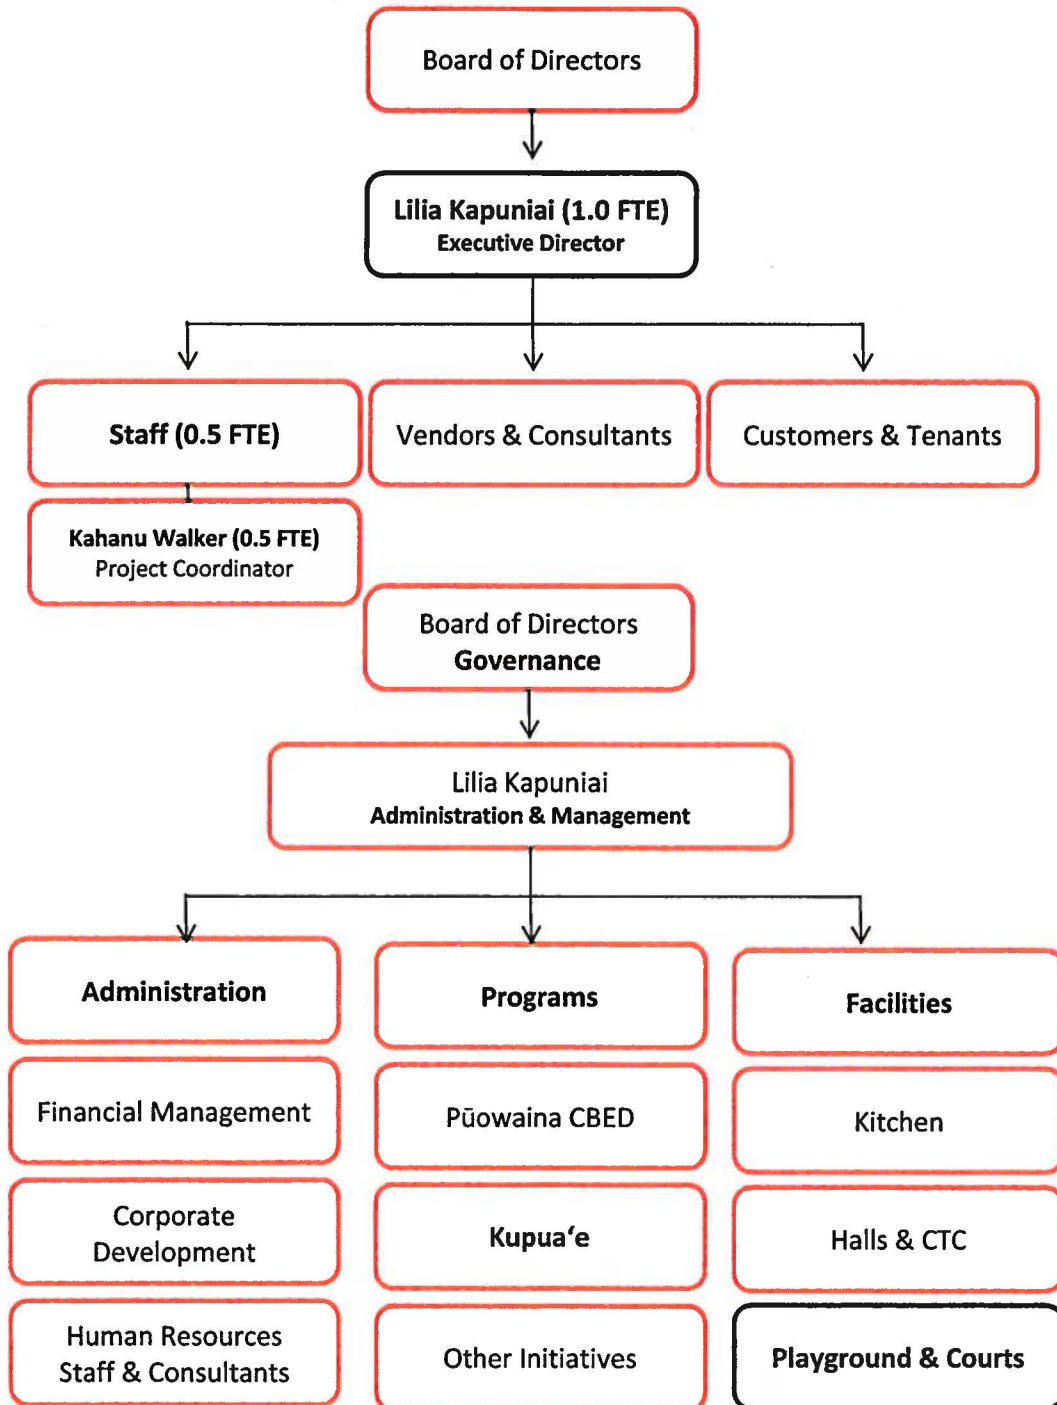 Board of Directors
Lilia Kapuniai (1.0 FTE)
Executive Director
Staff (0.5 FTE)
Vendors & Consultants
Customers & Tenants
Kahanu Walker (0.5 FTE)
Project Coordinator
Board of Directors
Governance
Lilia Kapuniai
Administration & Management
Administration
Programs
Facilities
Financial Management
Pūowaina CBED
Kitchen
Corporate
Development
Kupuaʻe
Halls & CTC
Human Resources
Staff & Consultants
Other Initiatives
Playground & Courts